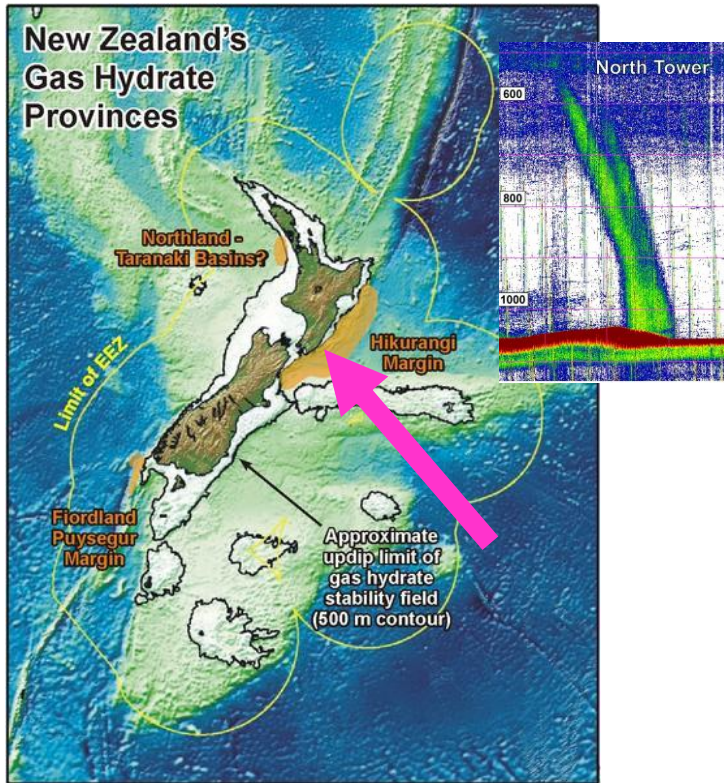 New Zealand's
Gas Hydrate
Provinces
North Tower
600
800
1000
Northland -
Taranaki Basins?
Hikurangi
Margin
Limit of EEZ
Fiordland
Puysegur
Margin
Approximate
updip limit of
gas hydrate
stability field
(500 m contour)